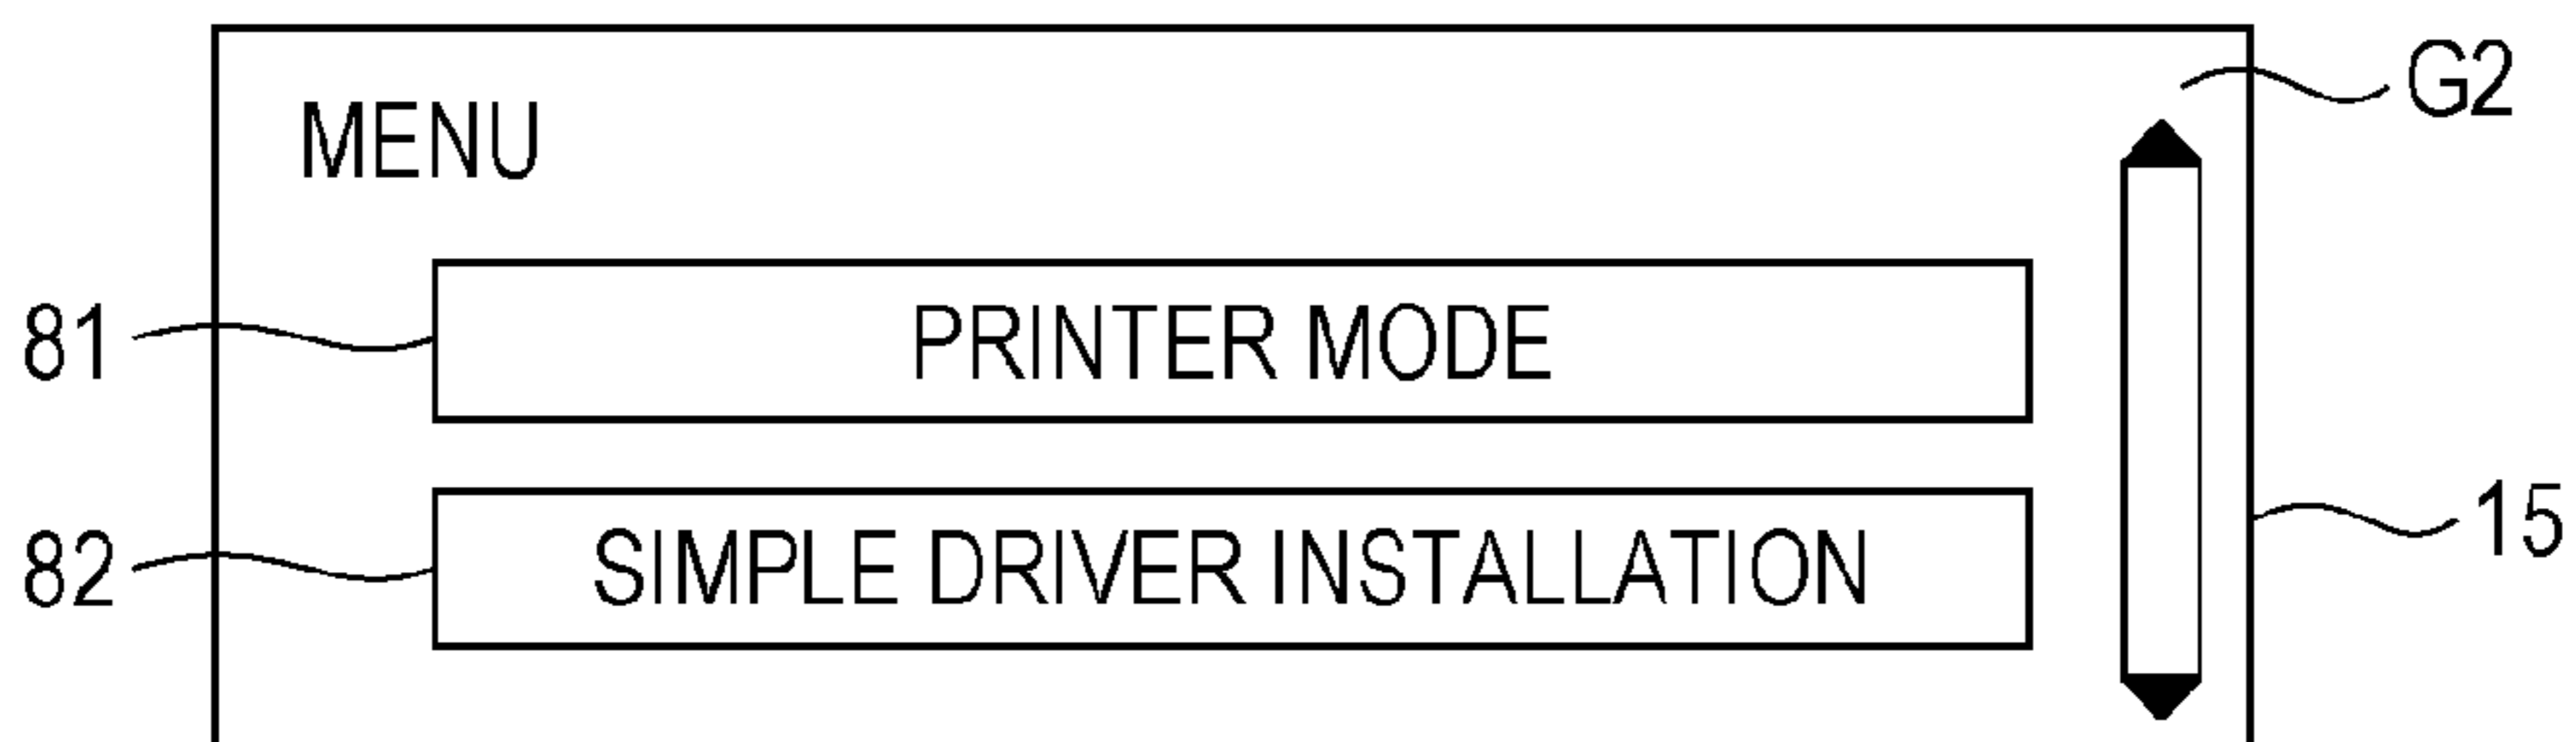 G2
MENU
81
PRINTER MODE
82
SIMPLE DRIVER INSTALLATION
15